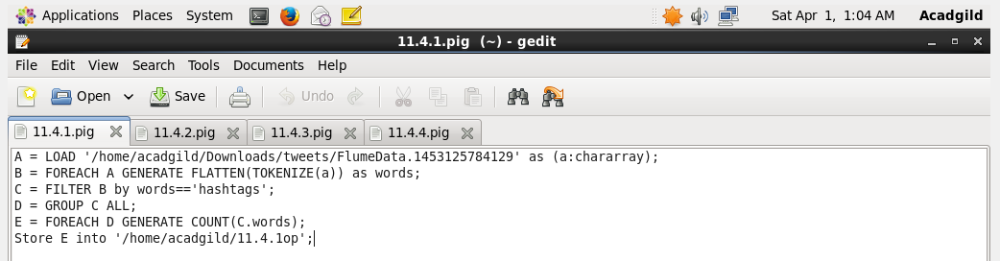 Applications Places System Sat Apr 1, 1:04 AM Acadgild
11.4.1.pig (~) - gedit
File Edit View Search Tools Documents Help
Open Save Undo
11.4.1.pig 11.4.2.pig 11.4.3.pig 11.4.4.pig
A = LOAD '/home/acadgild/Downloads/tweets/FlumeData.1453125784129' as (a:chararray);
B = FOREACH A GENERATE FLATTEN(TOKENIZE(a)) as words;
C = FILTER B by words=='hashtags';
D = GROUP C ALL;
E = FOREACH D GENERATE COUNT(C.words);
Store E into '/home/acadgild/11.4.1op';